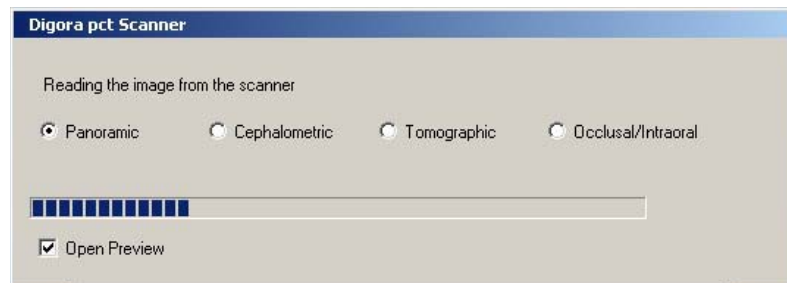 Digora pct Scanner
Reading the image from the scanner
Panoramic Cephalometric Tomographic Occlusal/Intraoral
Open Preview